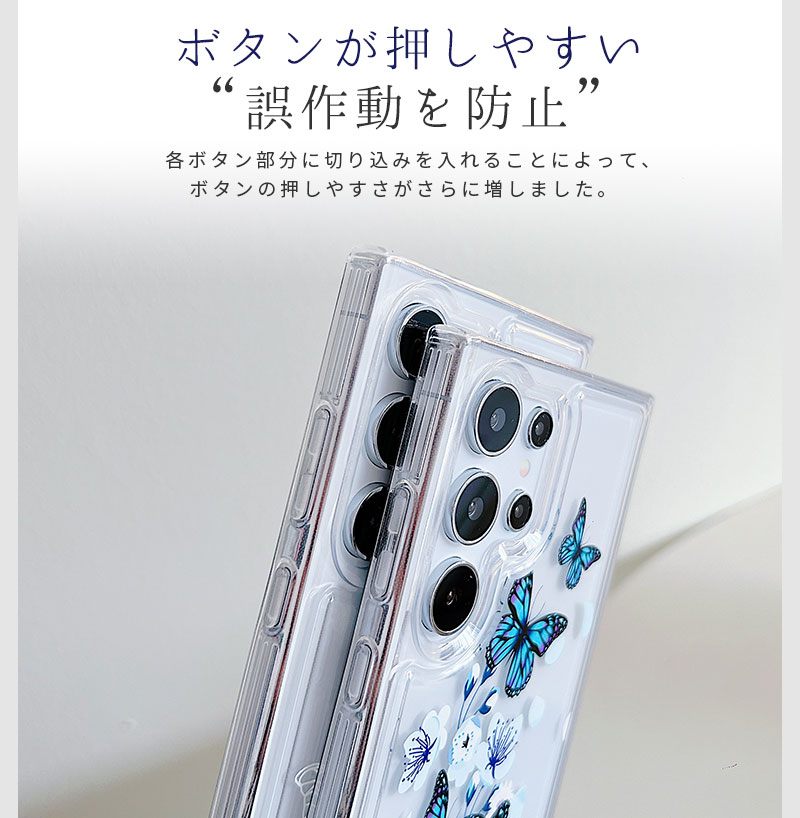 ボタンが押しやすい
“誤作動を防止”
各ボタン部分に切り込みを入れることによって、
ボタンの押しやすさがさらに増しました。